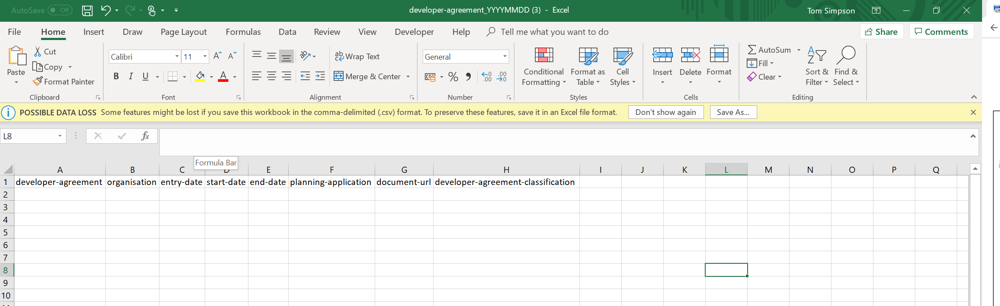 AutoSave Off developer-agreement_YYYYMMDD (3) - Excel Tom Simpson
File Home Insert Draw Page Layout Formulas Data Review View Developer Help Tell me what you want to do Share Comments
Paste
Cut
Copy
Format Painter
Clipboard
Calibri 11 A A
B I U A
Font
ab Wrap Text
Merge & Center
Alignment
General
% , .00 .00
Number
Conditional Formatting
Format as Table
Cell Styles
Styles
Insert Delete Format
Cells
AutoSum
Fill
Clear
Sort & Filter
Find & Select
Editing
POSSIBLE DATA LOSS Some features might be lost if you save this workbook in the comma-delimited (.csv) format. To preserve these features, save it in an Excel file format. Don't show again Save As...
L8 fx
Formula Bar
A B C D E F G H I J K L M N O P Q
1 developer-agreement organisation entry-date start-date end-date planning-application document-url developer-agreement-classification
2
3
4
5
6
7
8
9
10